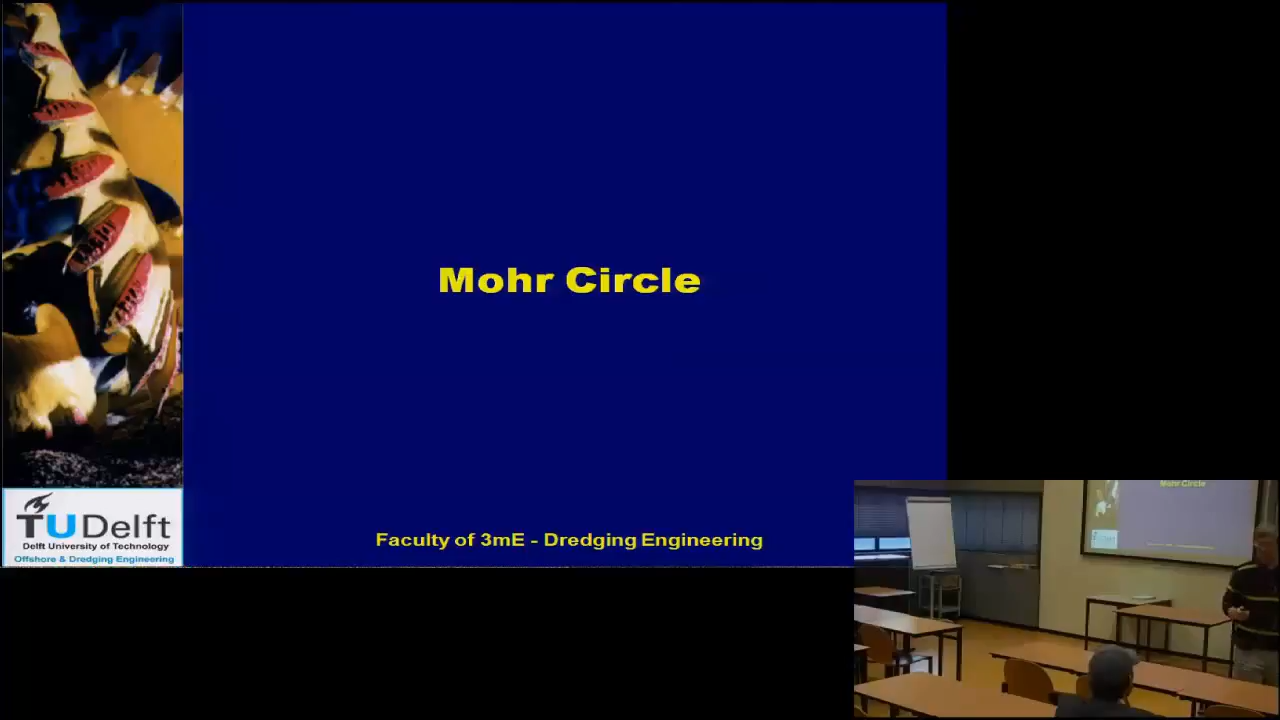 Mohr Circle
TU Delft
Delft University of Technology
Offshore & Dredging Engineering
Faculty of 3mE - Dredging Engineering
Mohr Circle